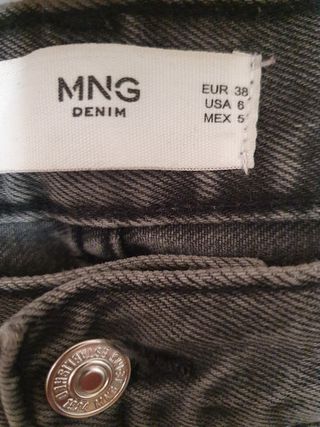 MNG
DENIM
EUR 38
USA 6
MEX 5